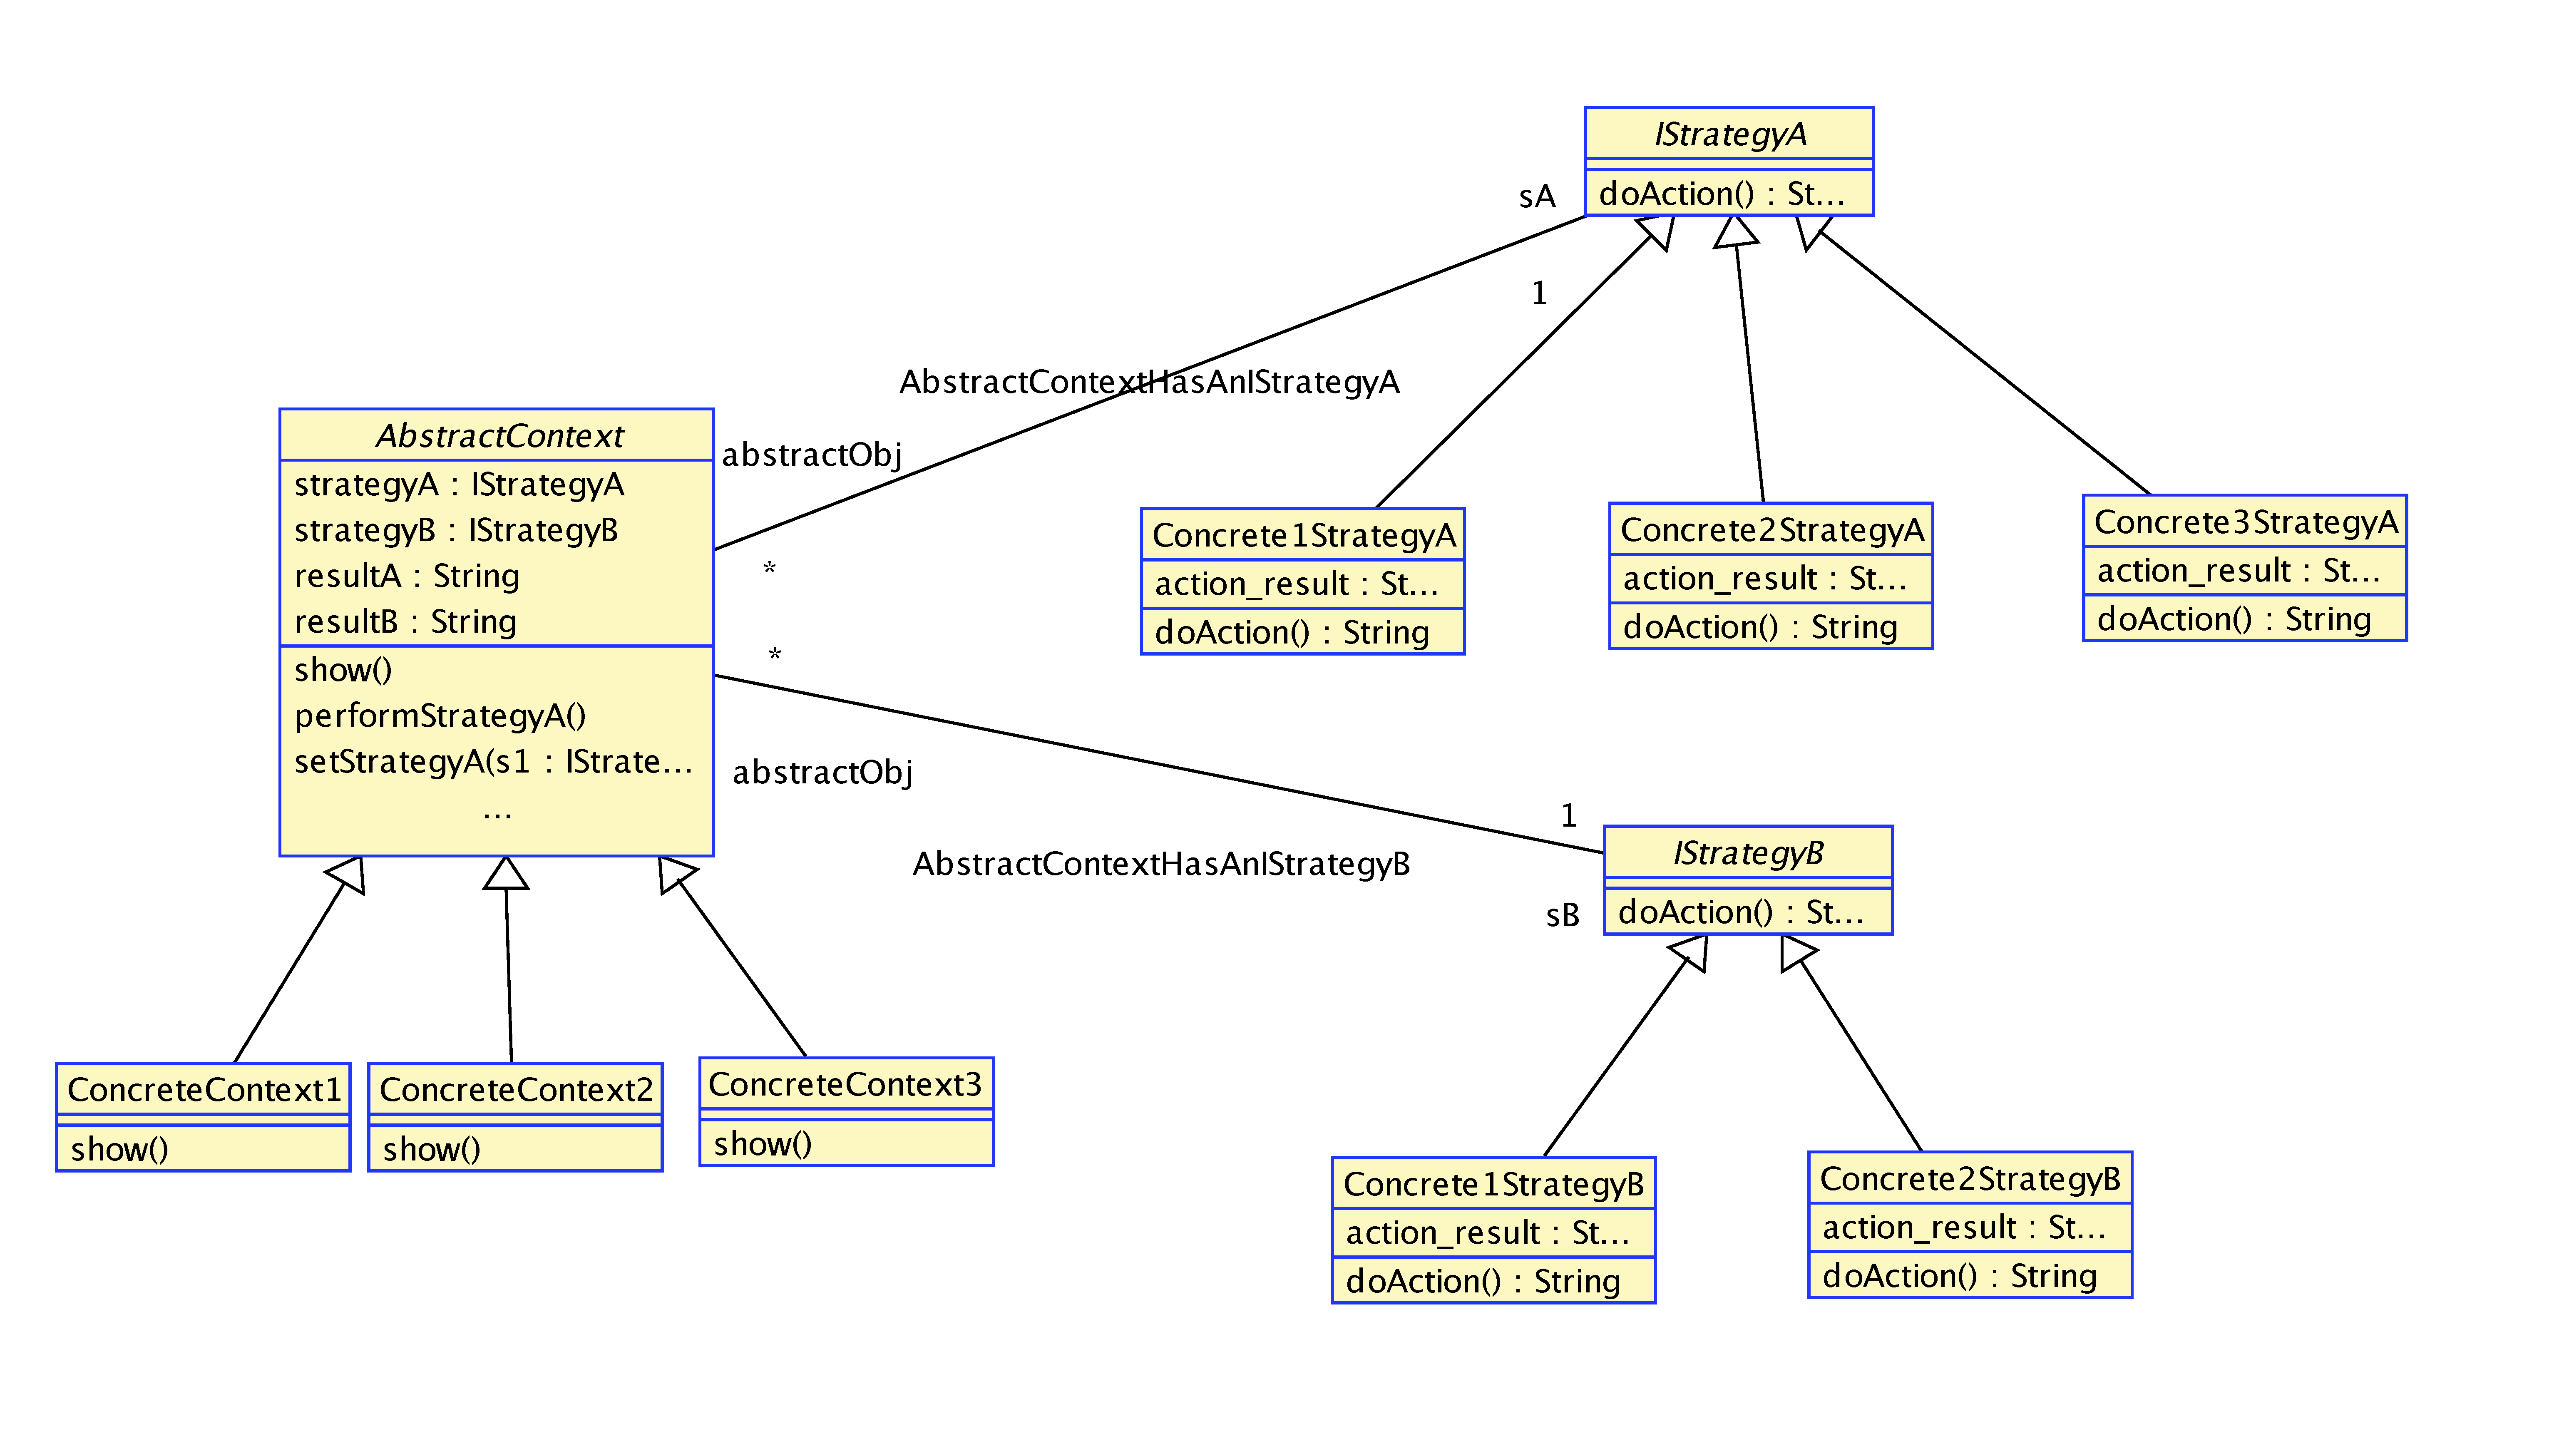 IStrategyA
doAction() : St...
sA
1
AbstractContextHasAnIStrategyA
AbstractContext
strategyA : IStrategyA
strategyB : IStrategyB
resultA : String
resultB : String
show()
performStrategyA()
setStrategyA(s1 : IStrate...
...
abstractObj
*
*
abstractObj
Concrete1StrategyA
action_result : St...
doAction() : String
Concrete2StrategyA
action_result : St...
doAction() : String
Concrete3StrategyA
action_result : St...
doAction() : String
1
AbstractContextHasAnIStrategyB
sB
IStrategyB
doAction() : St...
ConcreteContext1
show()
ConcreteContext2
show()
ConcreteContext3
show()
Concrete1StrategyB
action_result : St...
doAction() : String
Concrete2StrategyB
action_result : St...
doAction() : String